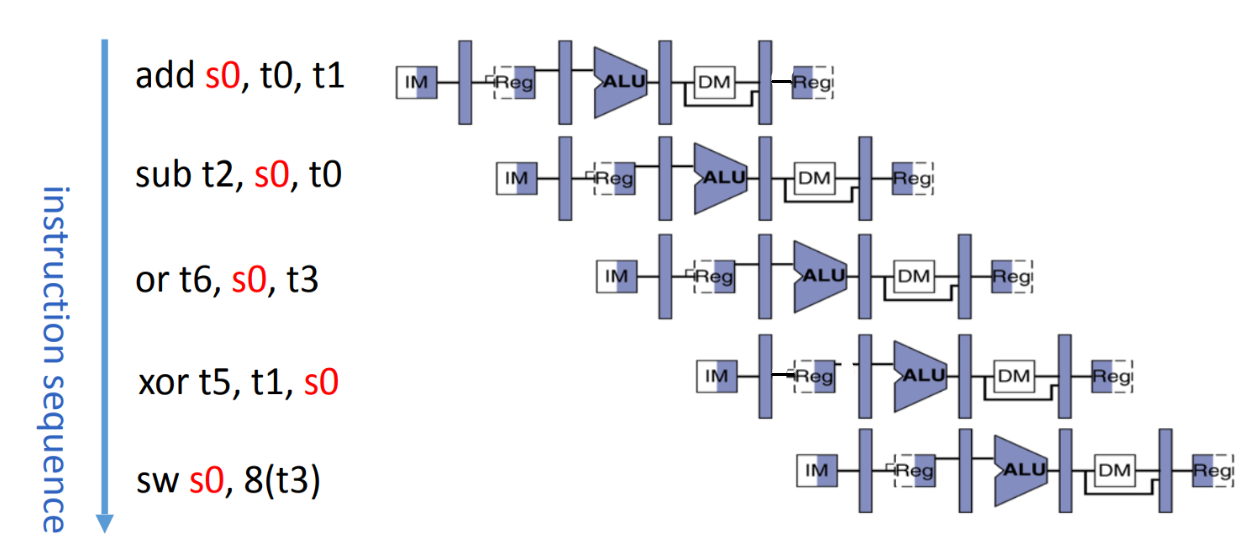 add s0, t0, t1
IM Reg ALU DM Reg
sub t2, s0, t0
IM Reg ALU DM Reg
or t6, s0, t3
IM Reg ALU DM Reg
xor t5, t1, s0
IM Reg ALU DM Reg
sw s0, 8(t3)
IM Reg ALU DM Reg
instruction sequence